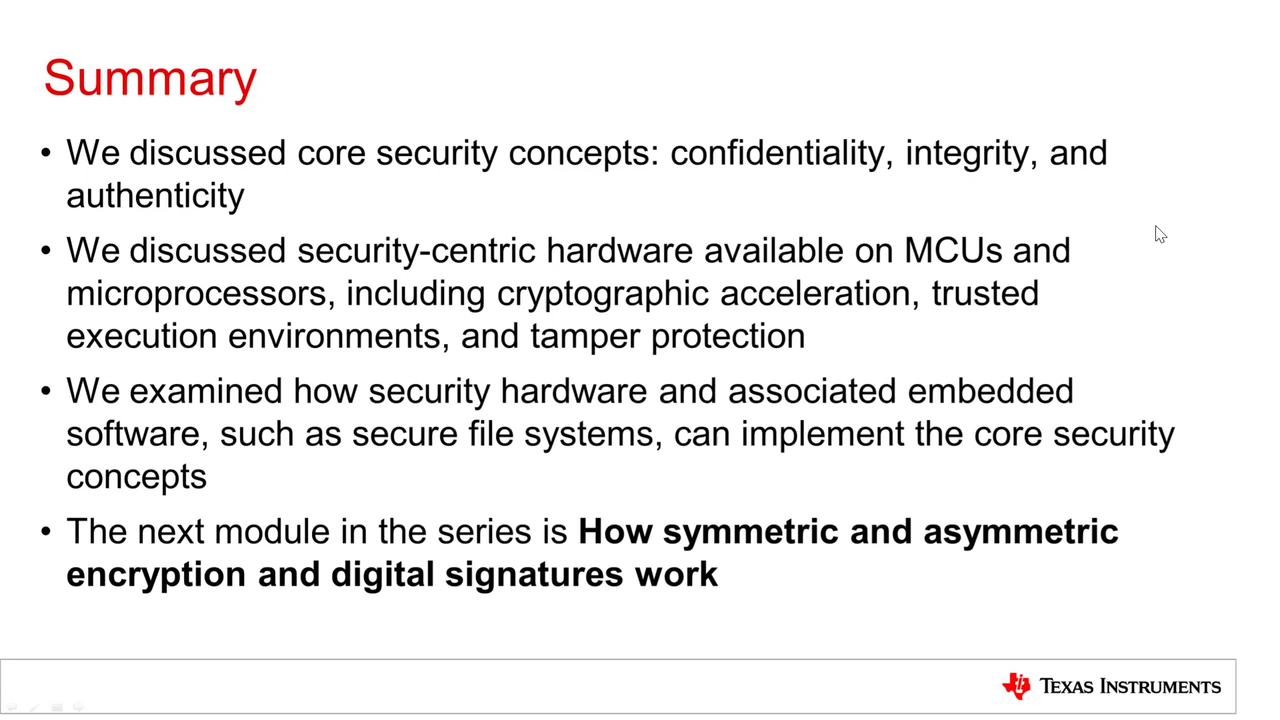 Summary
• We discussed core security concepts: confidentiality, integrity, and
authenticity
• We discussed security-centric hardware available on MCUs and
microprocessors, including cryptographic acceleration, trusted
execution environments, and tamper protection
• We examined how security hardware and associated embedded
software, such as secure file systems, can implement the core security
concepts
• The next module in the series is How symmetric and asymmetric
encryption and digital signatures work
TEXAS INSTRUMENTS